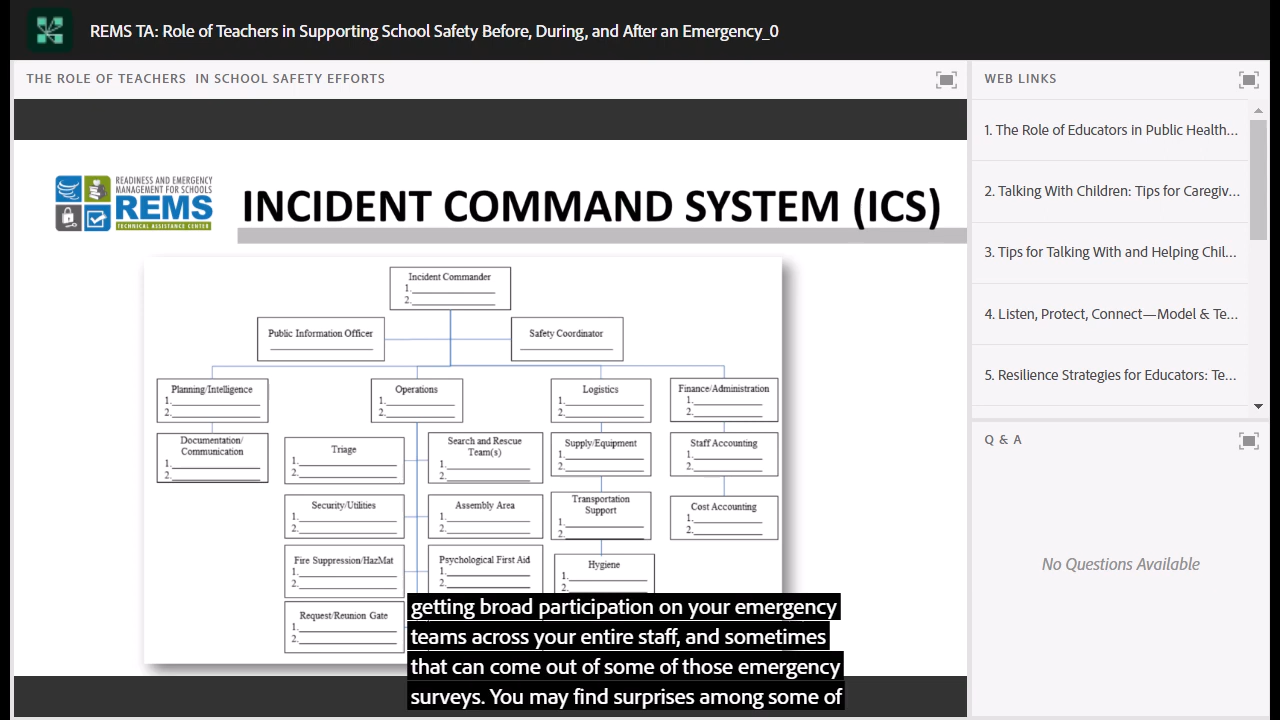 REMS TA: Role of Teachers in Supporting School Safety Before, During, and After an Emergency_0
THE ROLE OF TEACHERS IN SCHOOL SAFETY EFFORTS
READINESS AND EMERGENCY
MANAGEMENT FOR SCHOOLS
REMS
TECHNICAL ASSISTANCE CENTER
INCIDENT COMMAND SYSTEM (ICS)
Incident Commander
1.
2.
Public Information Officer
Safety Coordinator
Planning/Intelligence
1.
2.
Operations
1.
2.
Logistics
1.
2.
Finance/Administration
1.
2.
Documentation/
Communication
1.
2.
Triage
1.
2.
Search and Rescue
Team(s)
1.
2.
Supply/Equipment
1.
2.
Staff Accounting
1.
2.
Security/Utilities
1.
2.
Assembly Area
1.
2.
Transportation
Support
1.
2.
Cost Accounting
1.
2.
Fire Suppression/HazMat
1.
2.
Psychological First Aid
1.
2.
Hygiene
1.
Request/Reunion Gate
1.
2.
getting broad participation on your emergency
teams across your entire staff, and sometimes
that can come out of some of those emergency
surveys. You may find surprises among some of
WEB LINKS
1. The Role of Educators in Public Health...
2. Talking With Children: Tips for Caregiv...
3. Tips for Talking With and Helping Chil...
4. Listen, Protect, Connect—Model & Te...
5. Resilience Strategies for Educators: Te...
Q & A
No Questions Available